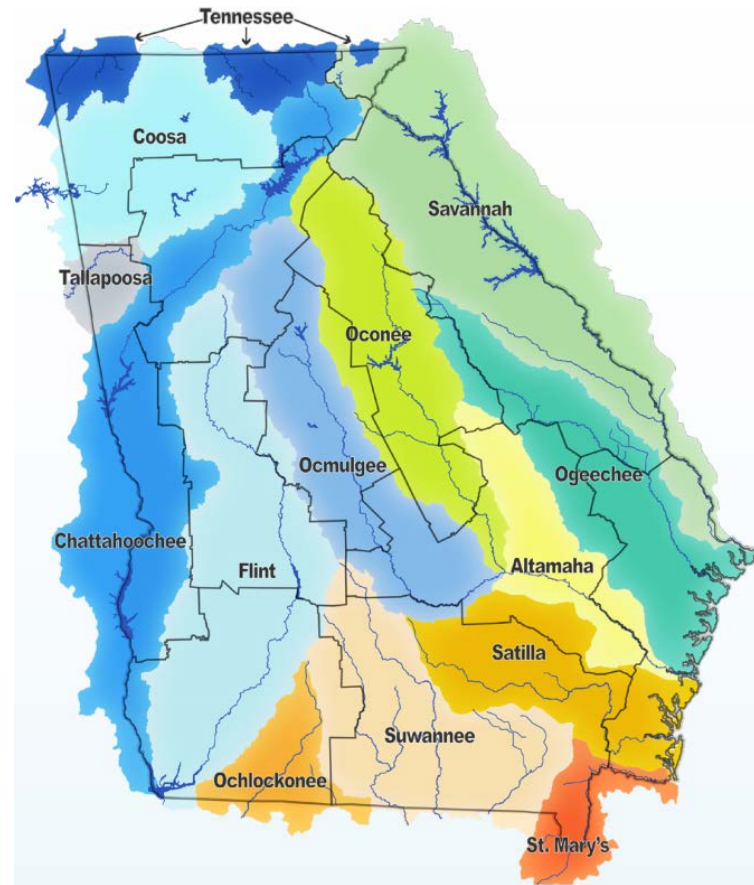 Tennessee
Coosa
Savannah
Tallapoosa
Oconee
Ocmulgee
Ogeechee
Chattahoochee
Flint
Altamaha
Satilla
Suwannee
Ochlockonee
St. Mary's